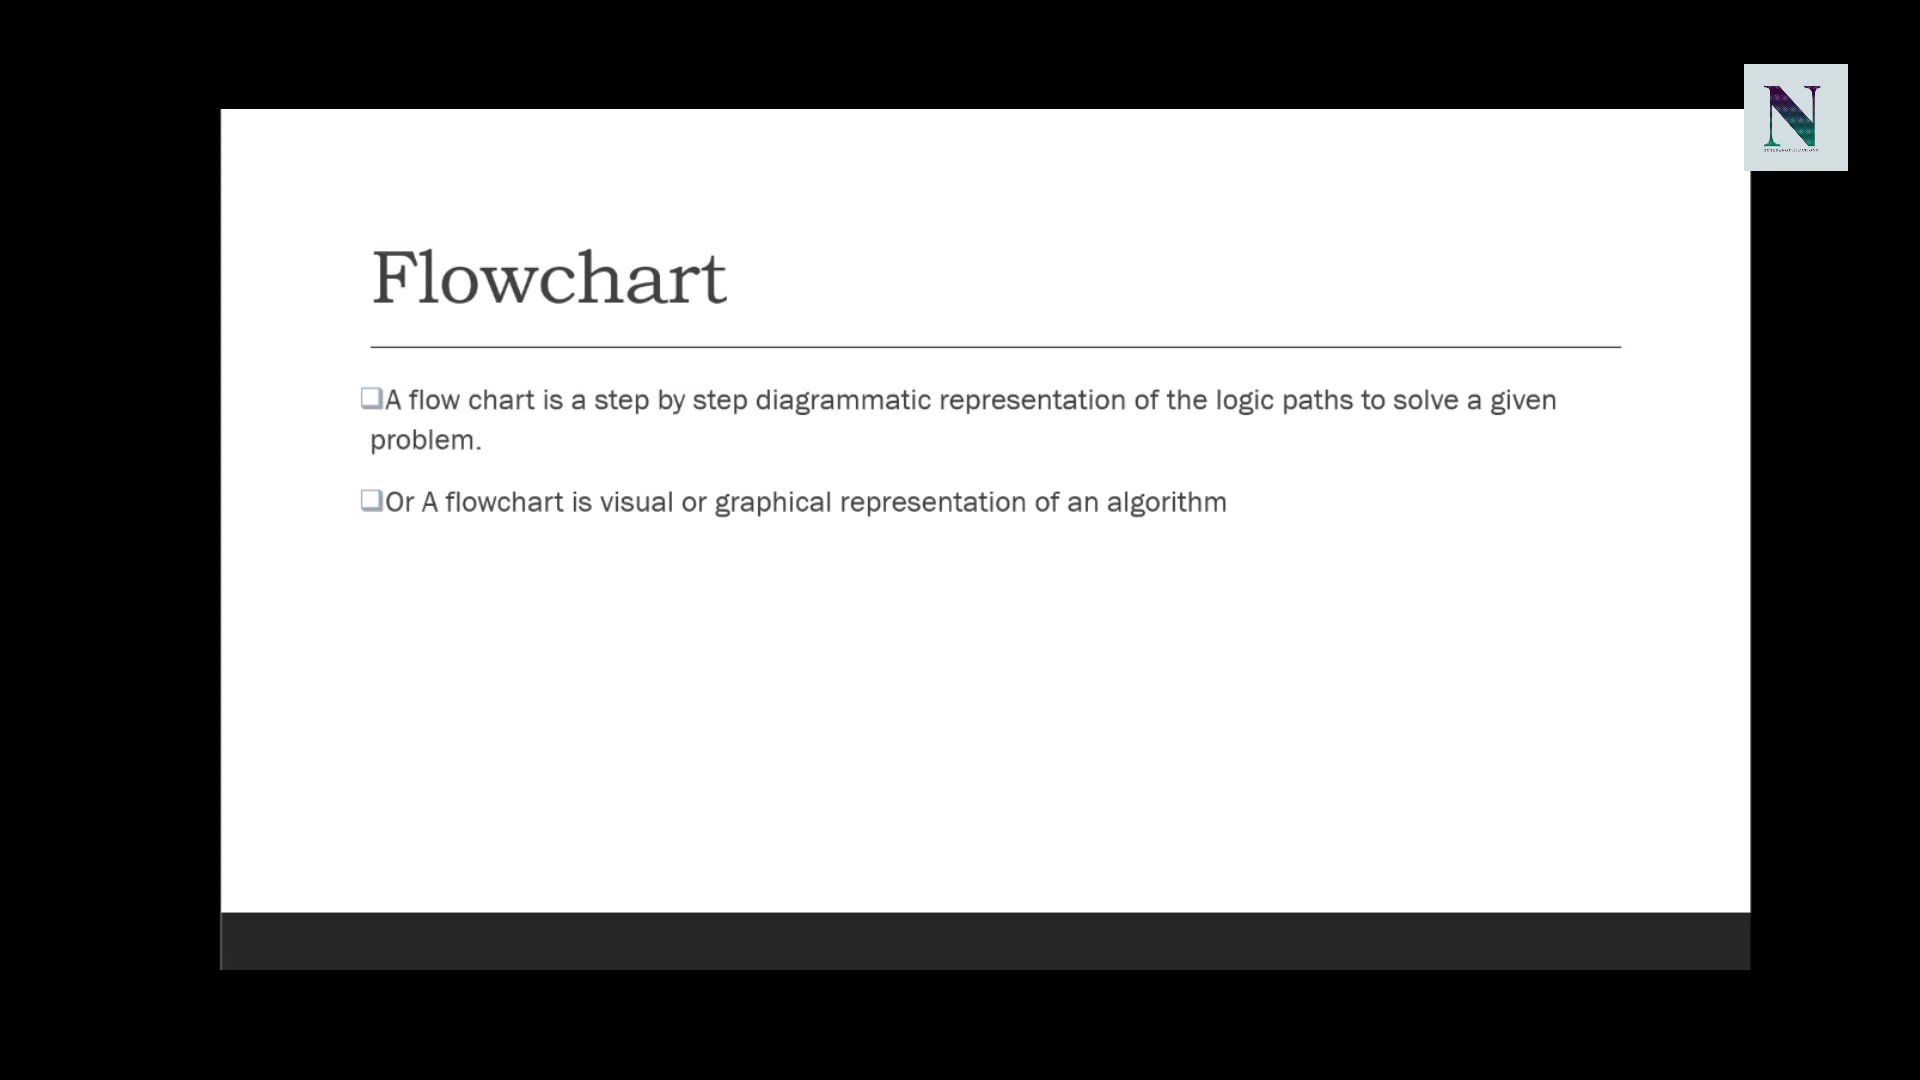 N
Flowchart
A flow chart is a step by step diagrammatic representation of the logic paths to solve a given
problem.
Or A flowchart is visual or graphical representation of an algorithm